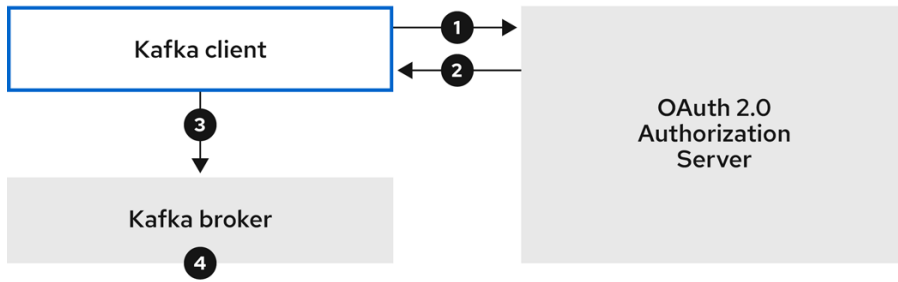 Kafka client
1
2
OAuth 2.0
Authorization
Server
3
Kafka broker
4